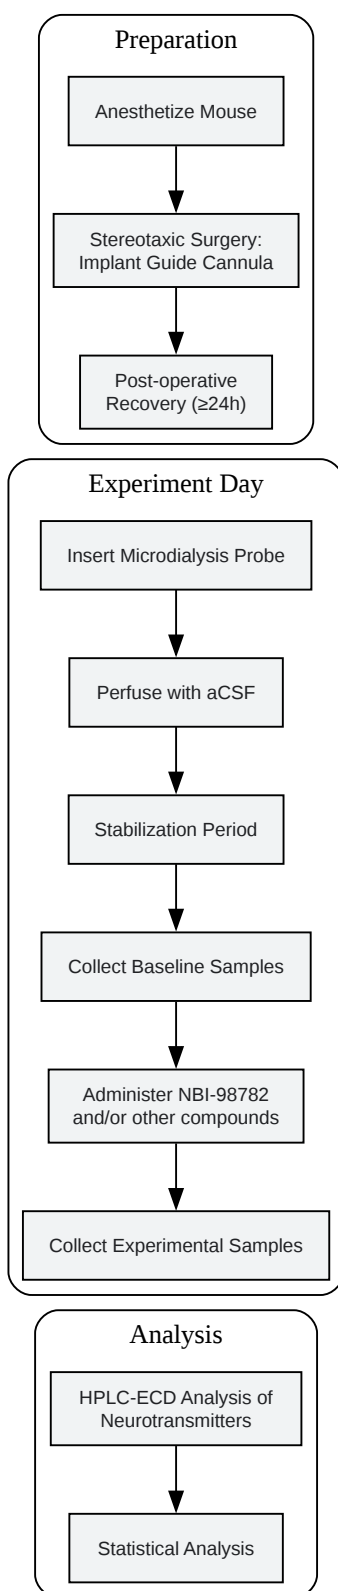 Preparation
Anesthetize Mouse
Stereotaxic Surgery:
Implant Guide Cannula
Post-operative
Recovery (≥24h)
Experiment Day
Insert Microdialysis Probe
Perfuse with aCSF
Stabilization Period
Collect Baseline Samples
Administer NBI-98782
and/or other compounds
Collect Experimental Samples
Analysis
HPLC-ECD Analysis of
Neurotransmitters
Statistical Analysis